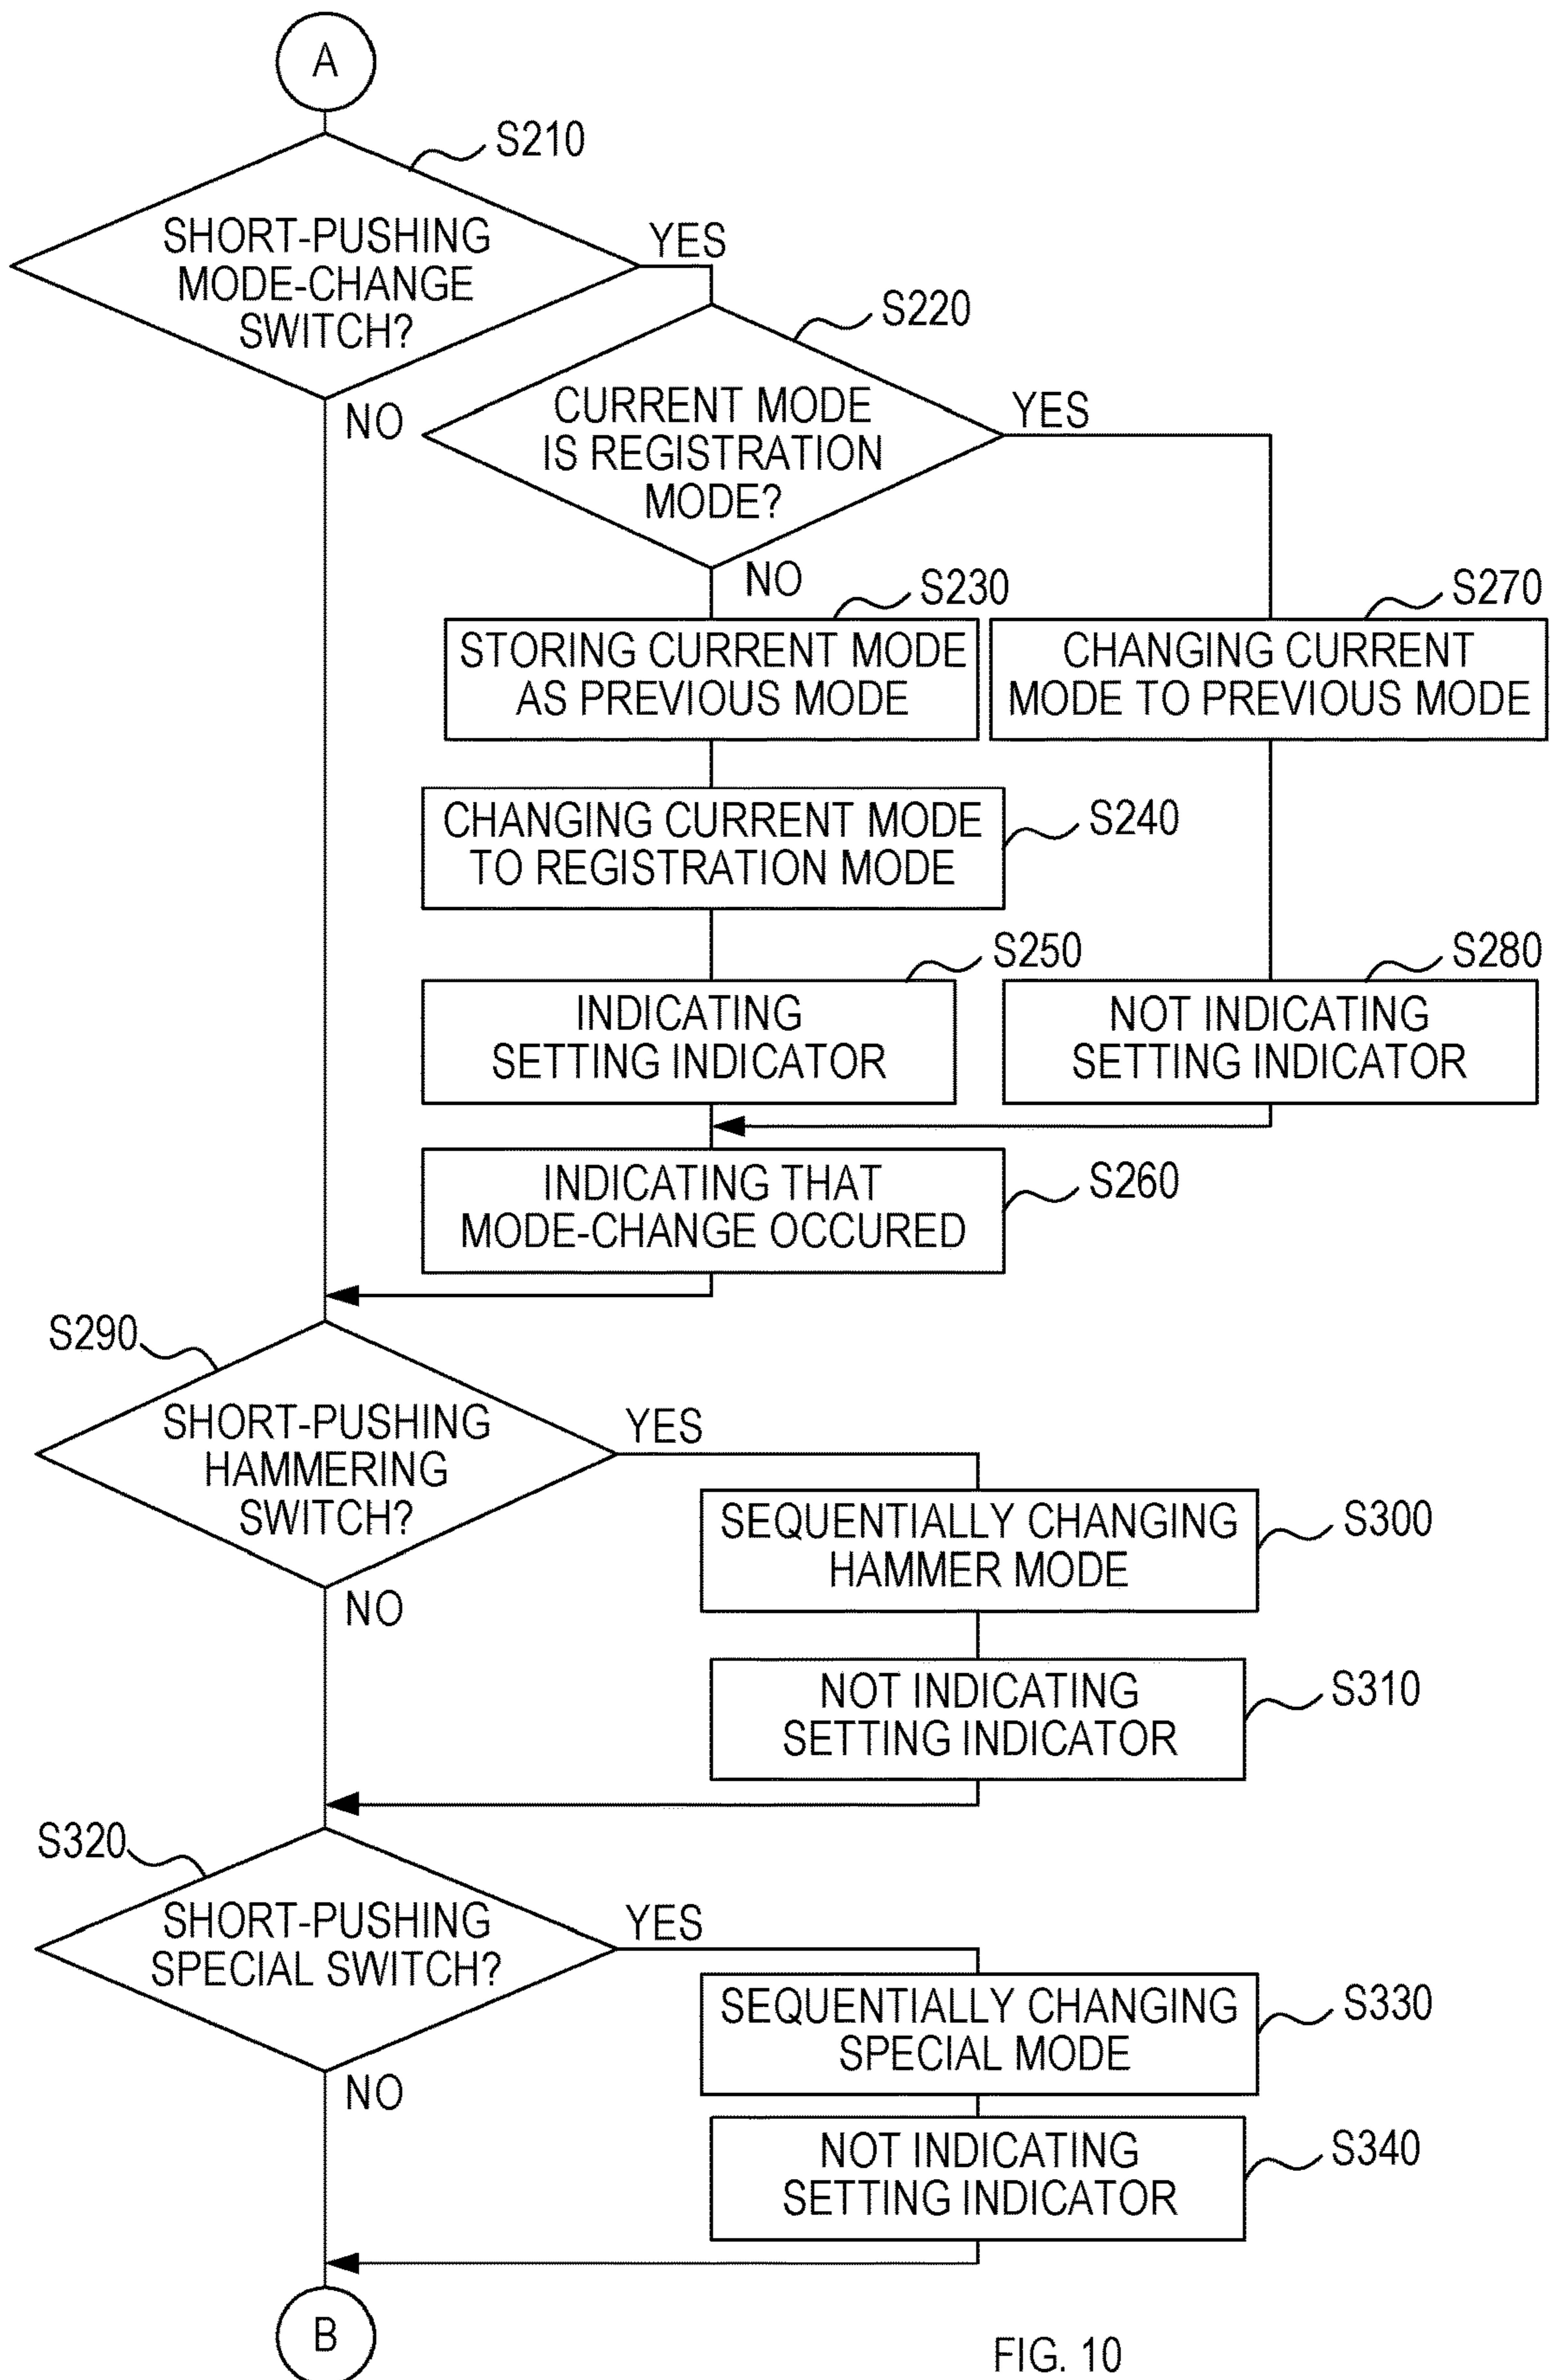 A
S210
SHORT-PUSHING
MODE-CHANGE
SWITCH?
YES
NO
S220
CURRENT MODE
IS REGISTRATION
MODE?
YES
NO
S230
STORING CURRENT MODE
AS PREVIOUS MODE
S270
CHANGING CURRENT
MODE TO PREVIOUS MODE
CHANGING CURRENT MODE
TO REGISTRATION MODE
S240
S250
INDICATING
SETTING INDICATOR
S280
NOT INDICATING
SETTING INDICATOR
INDICATING THAT
MODE-CHANGE OCCURED
S260
S290
SHORT-PUSHING
HAMMERING
SWITCH?
YES
NO
SEQUENTIALLY CHANGING
HAMMER MODE
S300
NOT INDICATING
SETTING INDICATOR
S310
S320
SHORT-PUSHING
SPECIAL SWITCH?
YES
NO
SEQUENTIALLY CHANGING
SPECIAL MODE
S330
NOT INDICATING
SETTING INDICATOR
S340
B
FIG. 10